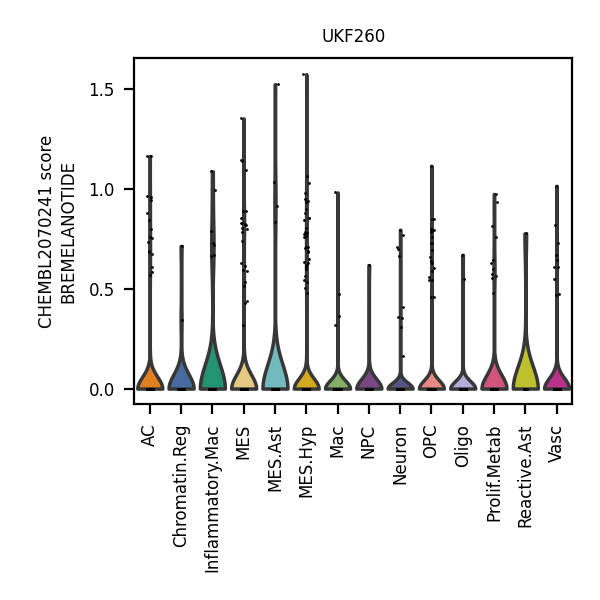 UKF260
CHEMBL2070241 score
BREMELANOTIDE
1.5
1.0
0.5
0.0
AC
Chromatin.Reg
Inflammatory.Mac
MES
MES.Ast
MES.Hyp
Mac
NPC
Neuron
OPC
Oligo
Prolif.Metab
Reactive.Ast
Vasc